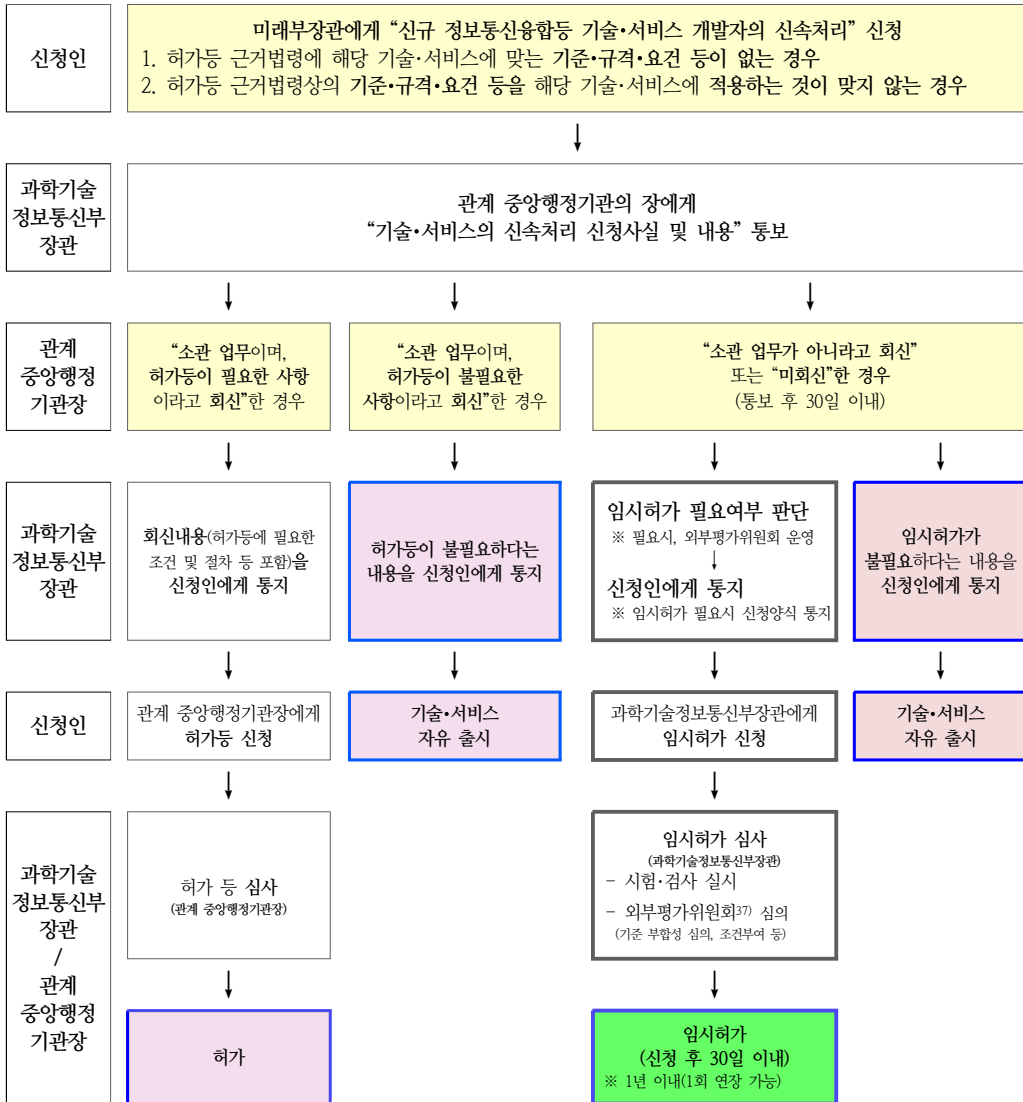 신청인
미래부장관에게 “신규 정보통신융합등 기술•서비스 개발자의 신속처리” 신청
1. 허가등 근거법령에 해당 기술·서비스에 맞는 기준•규격•요건 등이 없는 경우
2. 허가등 근거법령상의 기준•규격•요건 등을 해당 기술·서비스에 적용하는 것이 맞지 않는 경우
과학기술
정보통신부
장관
관계 중앙행정기관의 장에게
“기술•서비스의 신속처리 신청사실 및 내용” 통보
관계
중앙행정
기관장
“소관 업무이며,
허가등이 필요한 사항
이라고 회신”한 경우
“소관 업무이며,
허가등이 불필요한
사항이라고 회신”한 경우
“소관 업무가 아니라고 회신”
또는 “미회신”한 경우
(통보 후 30일 이내)
과학기술
정보통신부
장관
회신내용(허가등에 필요한
조건 및 절차 등 포함)을
신청인에게 통지
허가등이 불필요하다는
내용을 신청인에게 통지
임시허가 필요여부 판단
※ 필요시, 외부평가위원회 운영
신청인에게 통지
※ 임시허가 필요시 신청양식 통지
임시허가가
불필요하다는 내용을
신청인에게 통지
신청인
관계 중앙행정기관장에게
허가등 신청
기술•서비스
자유 출시
과학기술정보통신부장관에게
임시허가 신청
기술•서비스
자유 출시
과학기술
정보통신부
장관
/
관계
중앙행정
기관장
허가 등 심사
(관계 중앙행정기관장)
임시허가 심사
(과학기술정보통신부장관)
- 시험•검사 실시
- 외부평가위원회37) 심의
(기준 부합성 심의, 조건부여 등)
허가
임시허가
(신청 후 30일 이내)
※ 1년 이내(1회 연장 가능)